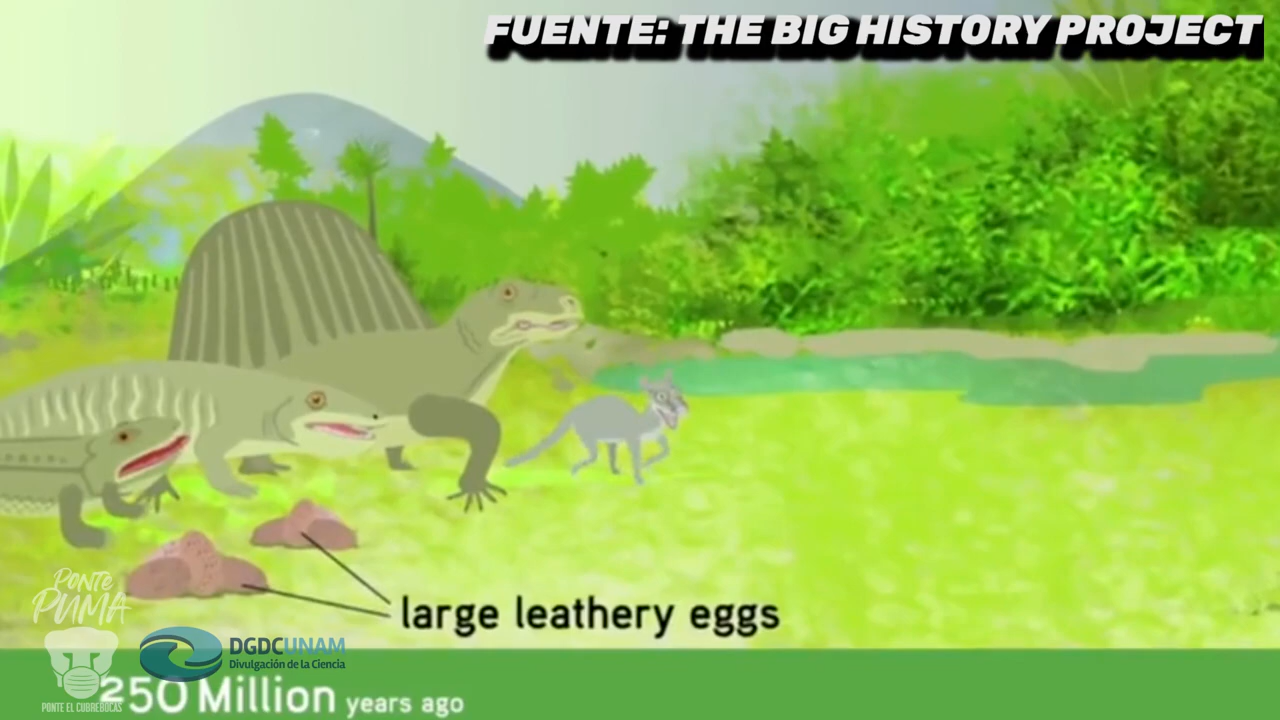 FUENTE: THE BIG HISTORY PROJECT
large leathery eggs
PONTE
PUMA
DGDCUNAM
Divulgación de la Ciencia
250 Million years ago
PONTE EL CUBREBOCAS